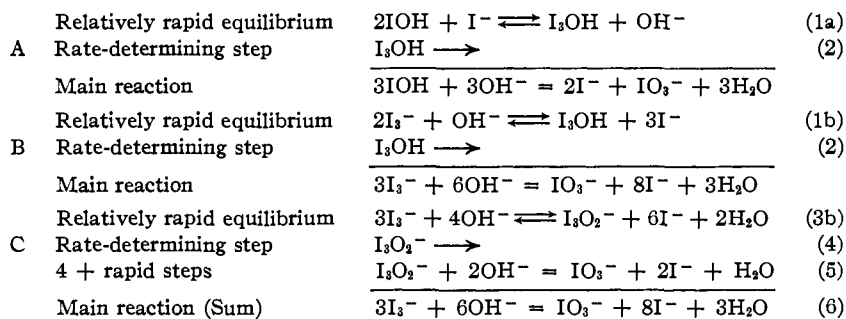 Relatively rapid equilibrium 2IOH + I⁻ ⇌ I₃OH + OH⁻ (1a)
A Rate-determining step I₃OH ⟶ (2)
Main reaction 3IOH + 3OH⁻ = 2I⁻ + IO₃⁻ + 3H₂O
Relatively rapid equilibrium 2I₃⁻ + OH⁻ ⇌ I₃OH + 3I⁻ (1b)
B Rate-determining step I₃OH ⟶ (2)
Main reaction 3I₃⁻ + 6OH⁻ = IO₃⁻ + 8I⁻ + 3H₂O
Relatively rapid equilibrium 3I₃⁻ + 4OH⁻ ⇌ I₃O₂⁻ + 6I⁻ + 2H₂O (3b)
C Rate-determining step I₃O₂⁻ ⟶ (4)
4 + rapid steps I₃O₂⁻ + 2OH⁻ = IO₃⁻ + 2I⁻ + H₂O (5)
Main reaction (Sum) 3I₃⁻ + 6OH⁻ = IO₃⁻ + 8I⁻ + 3H₂O (6)